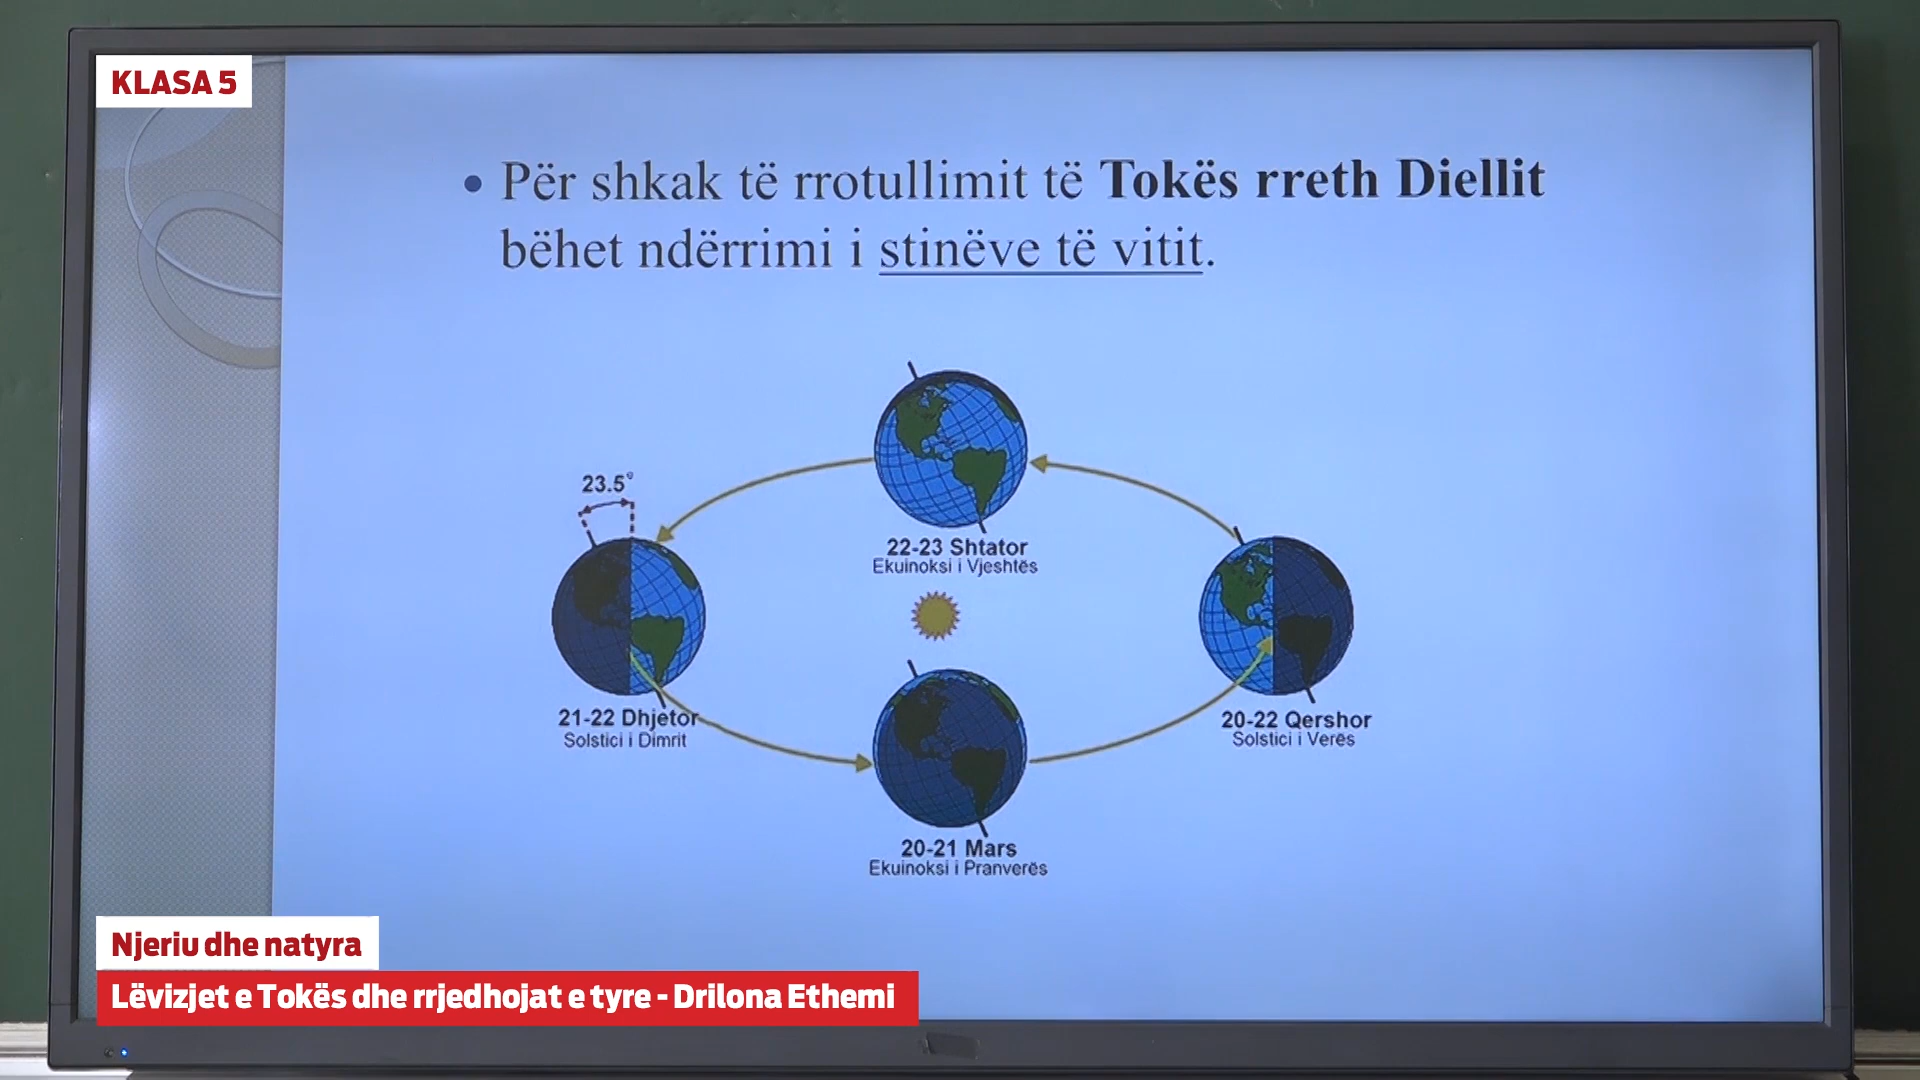 KLASA 5
• Për shkak të rrotullimit të Tokës rreth Diellit
bëhet ndërrimi i stinëve të vitit.
23.5°
22-23 Shtator
Ekuinoksi i Vjeshtës
21-22 Dhjetor
Solstici i Dimrit
20-22 Qershor
Solstici i Verës
20-21 Mars
Ekuinoksi i Pranverës
Njeriu dhe natyra
Lëvizjet e Tokës dhe rrjedhojat e tyre - Drilona Ethemi